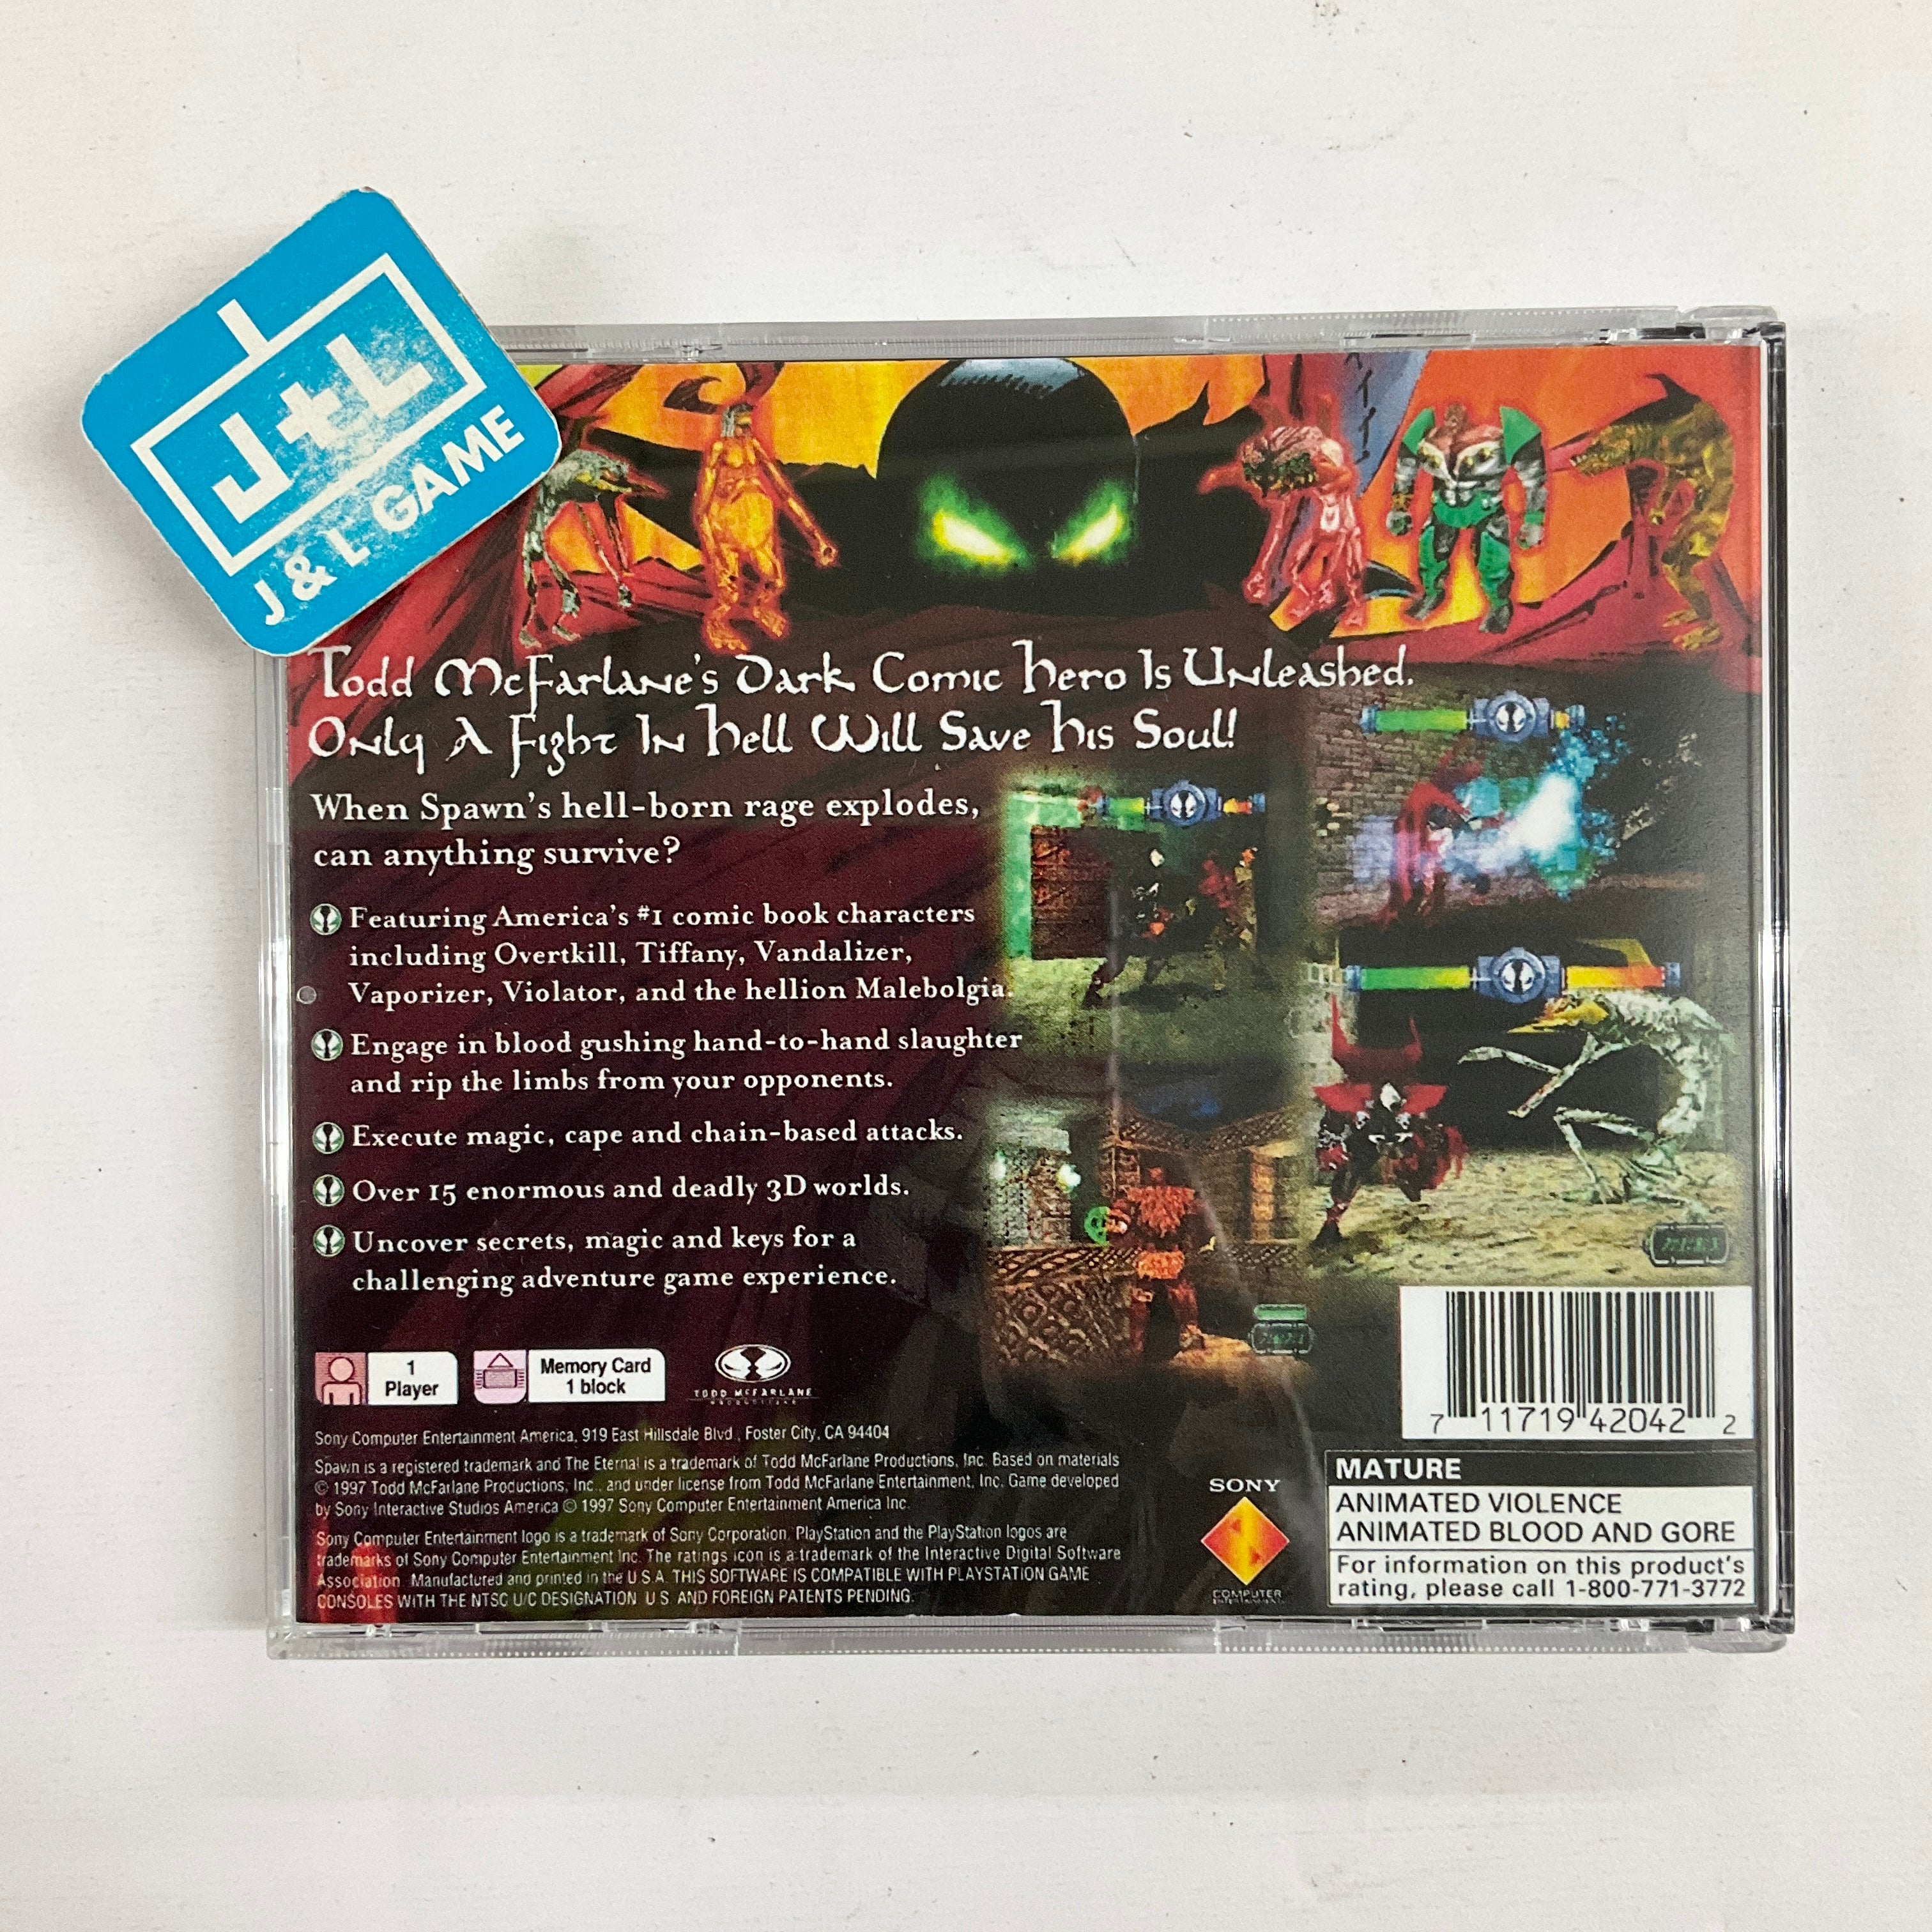 J+L
J & L GAME
Todd McFarlane's Dark Comic Hero Is Unleashed.
Only A Fight In Hell Will Save His Soul!
When Spawn's hell-born rage explodes,
can anything survive?
Featuring America's #1 comic book characters
including Overtkill, Tiffany, Vandalizer,
Vaporizer, Violator, and the hellion Malebolgia.
Engage in blood gushing hand-to-hand slaughter
and rip the limbs from your opponents.
Execute magic, cape and chain-based attacks.
Over 15 enormous and deadly 3D worlds.
Uncover secrets, magic and keys for a
challenging adventure game experience.
1
Player
Memory Card
1 block
TODD MCFARLANE
Sony Computer Entertainment America, 919 East Hillsdale Blvd., Foster City, CA 94404
Spawn is a registered trademark and The Eternal is a trademark of Todd McFarlane Productions, Inc. Based on materials
© 1997 Todd McFarlane Productions, Inc., and under license from Todd McFarlane Entertainment, Inc. Game developed
by Sony Interactive Studios America © 1997 Sony Computer Entertainment America Inc.
Sony Computer Entertainment logo is a trademark of Sony Corporation. PlayStation and the PlayStation logos are
trademarks of Sony Computer Entertainment Inc. The ratings icon is a trademark of the Interactive Digital Software
Association. Manufactured and printed in the U.S.A. THIS SOFTWARE IS COMPATIBLE WITH PLAYSTATION GAME
CONSOLES WITH THE NTSC U/C DESIGNATION. U.S. AND FOREIGN PATENTS PENDING.
SONY
COMPUTER
ENTERTAINMENT
7 11719 42042 2
MATURE
ANIMATED VIOLENCE
ANIMATED BLOOD AND GORE
For information on this product's
rating, please call 1-800-771-3772